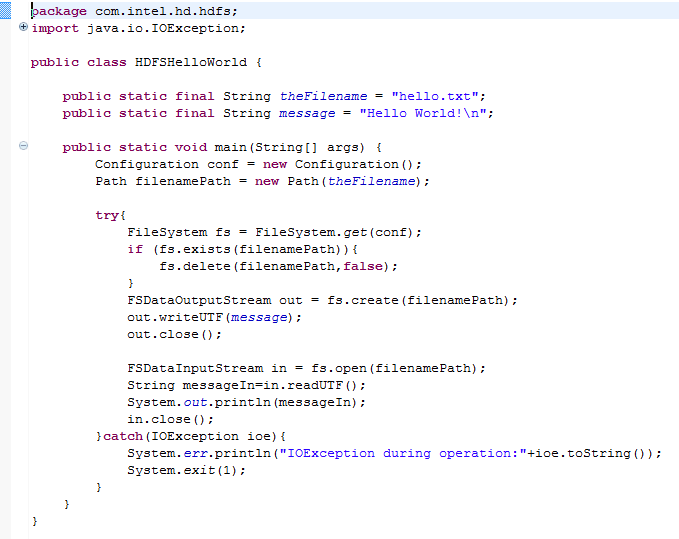 package com.intel.hd.hdfs;
import java.io.IOException;
public class HDFSHelloWorld {
public static final String theFilename = "hello.txt";
public static final String message = "Hello World!\n";
public static void main(String[] args) {
Configuration conf = new Configuration();
Path filenamePath = new Path(theFilename);
try{
FileSystem fs = FileSystem.get(conf);
if (fs.exists(filenamePath)){
fs.delete(filenamePath,false);
}
FSDataOutputStream out = fs.create(filenamePath);
out.writeUTF(message);
out.close();
FSDataInputStream in = fs.open(filenamePath);
String messageIn=in.readUTF();
System.out.println(messageIn);
in.close();
}catch(IOException ioe){
System.err.println("IOException during operation:"+ioe.toString());
System.exit(1);
}
}
}